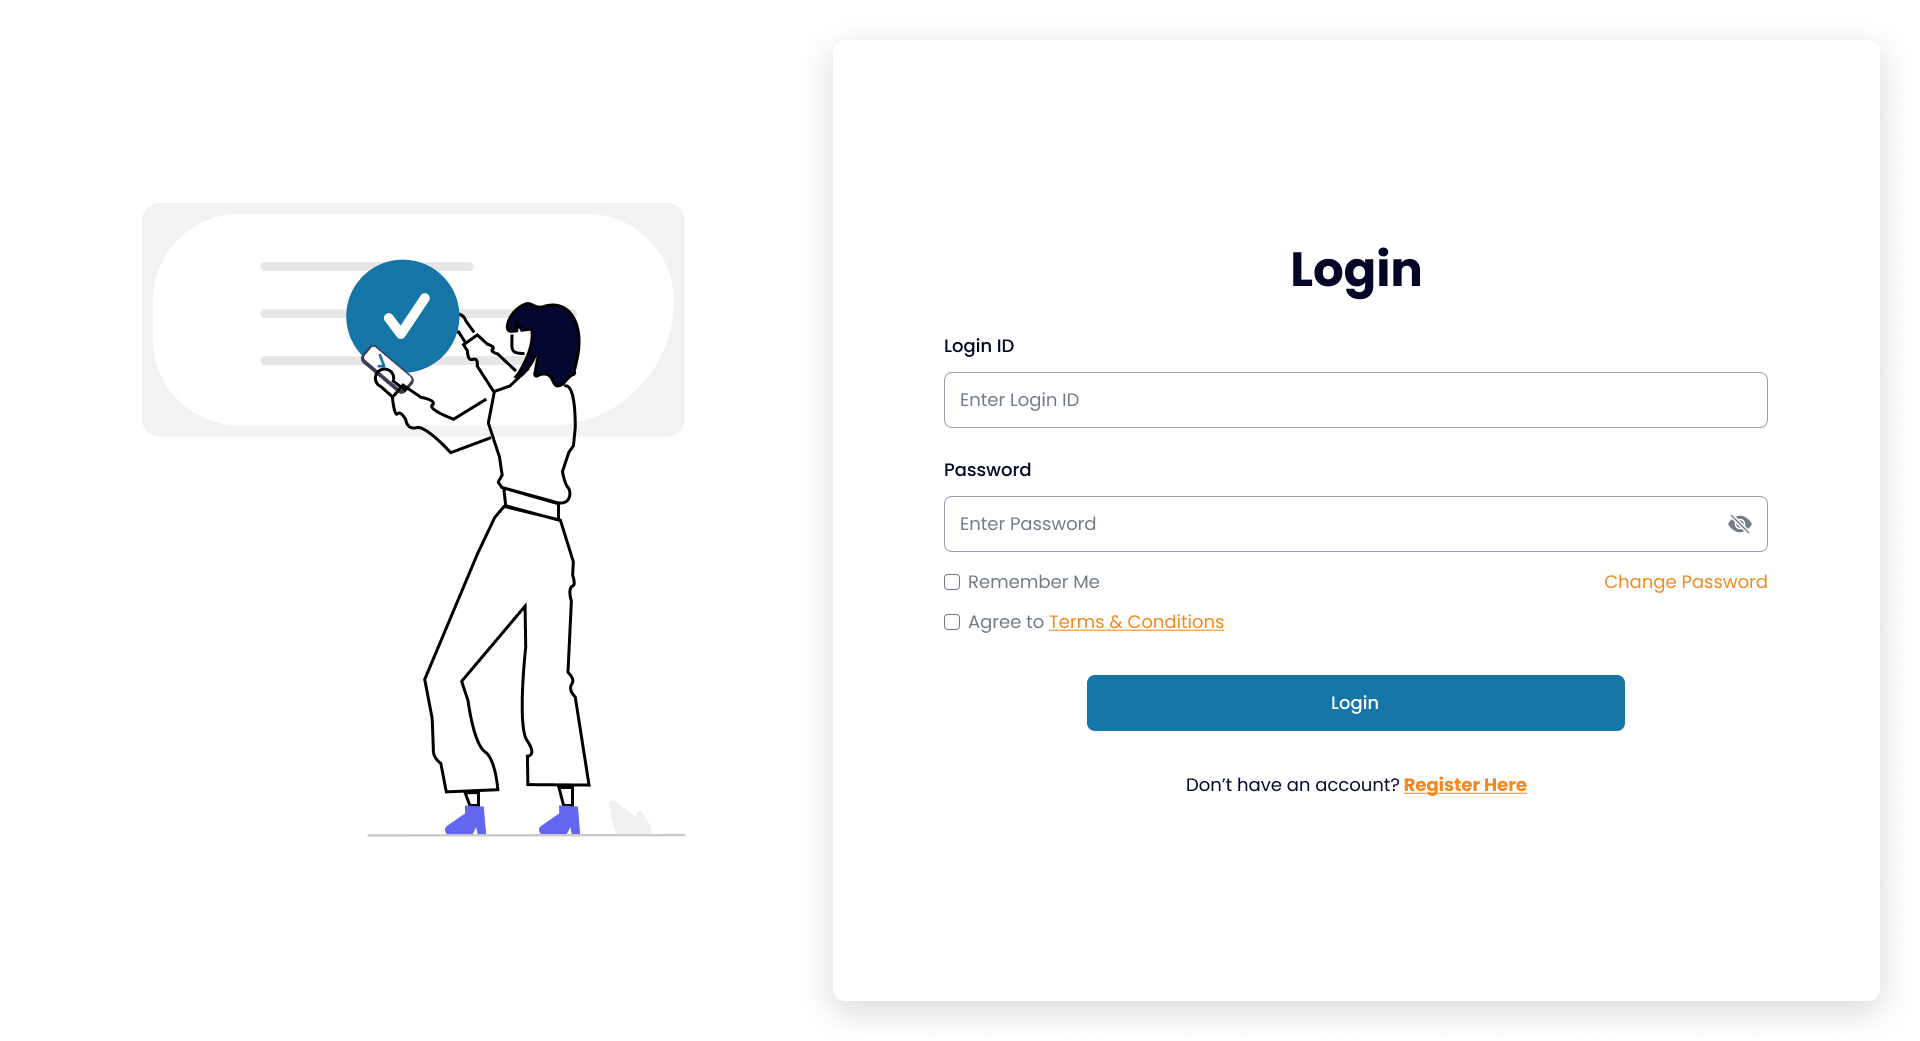 Login
Login ID
Enter Login ID
Password
Enter Password
Remember Me
Change Password
Agree to Terms & Conditions
Login
Don’t have an account? Register Here